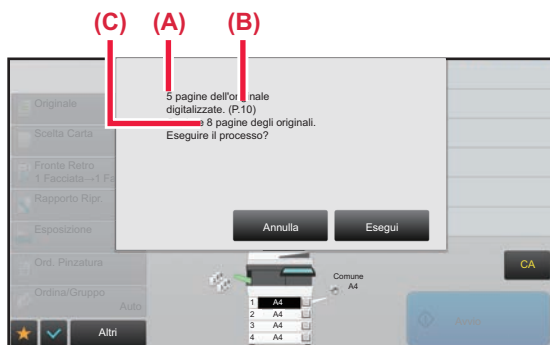 (C) (A) (B)
5 pagine dell'originale
digitalizzate. (P.10)
e 8 pagine degli originali.
Eseguire il processo?
Annulla Esegui
Originale
Scelta Carta
Fronte Retro
1 Facciata→1 Fa
Rapporto Ripr.
Esposizione
Ord. Pinzatura
Ordina/Gruppo
Auto
Altri
Comune
A4
1 A4
2 A4
3 A4
4 A4
CA
Avvio